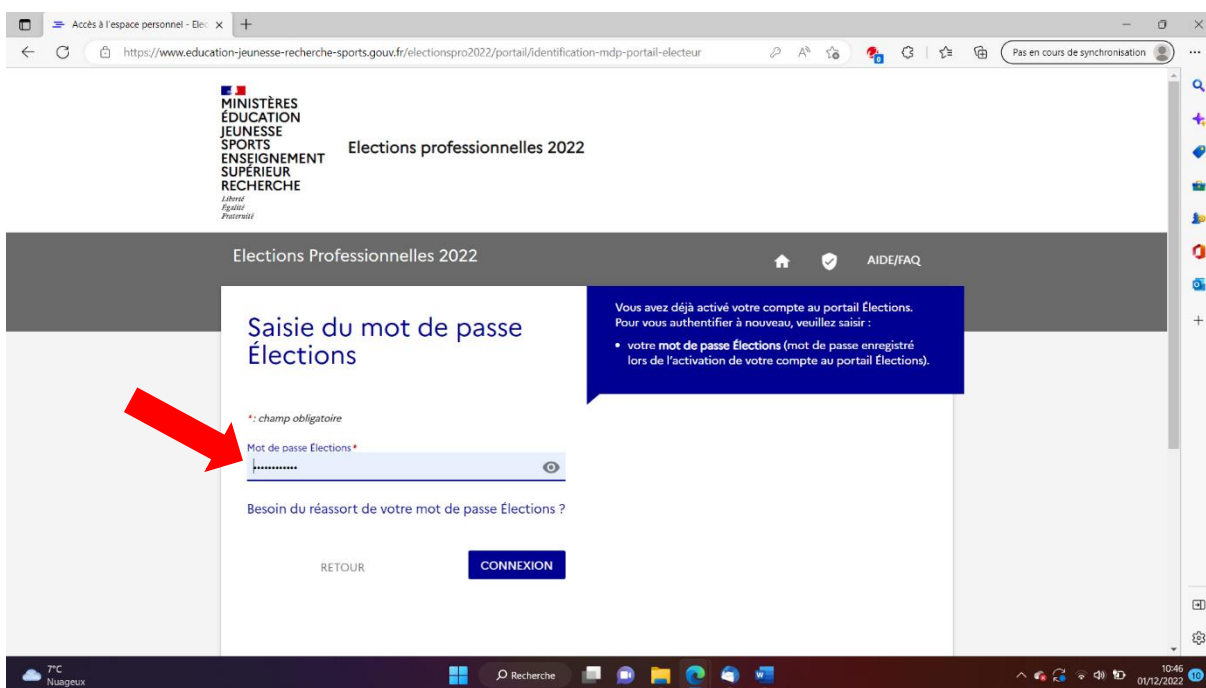 Accès à l'espace personnel - Elec
https://www.education-jeunesse-recherche-sports.gouv.fr/electionspro2022/portail/identification-mdp-portail-electeur
Pas en cours de synchronisation
MINISTÈRES
ÉDUCATION
JEUNESSE
SPORTS
ENSEIGNEMENT
SUPÉRIEUR
RECHERCHE
Liberté
Égalité
Fraternité
Elections professionnelles 2022
Elections Professionnelles 2022
AIDE/FAQ
Saisie du mot de passe
Élections
Vous avez déjà activé votre compte au portail Élections.
Pour vous authentifier à nouveau, veuillez saisir :
• votre mot de passe Élections (mot de passe enregistré
lors de l'activation de votre compte au portail Élections).
*: champ obligatoire
Mot de passe Élections *
••••••••••••
Besoin du réassort de votre mot de passe Élections ?
RETOUR
CONNEXION
7°C
Nuageux
Recherche
10:46
01/12/2022
10